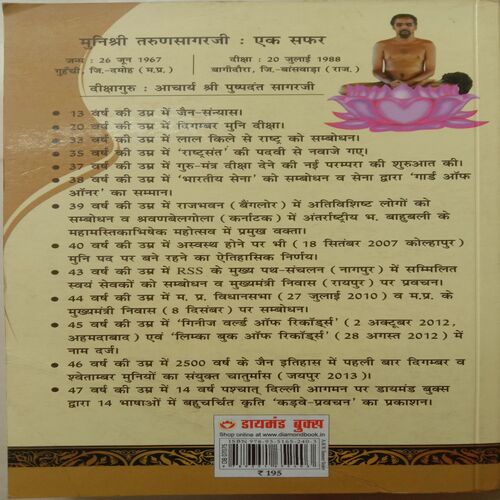 मुनिश्री तरुणसागरजी : एक सफर
जन्म : 26 जून 1967 दीक्षा : 20 जुलाई 1988
गुहँची, जि.-दमोह (म.प्र.) बागीदौरा, जि.-बांसवाड़ा (राज.)
दीक्षागुरु : आचार्य श्री पुष्पदंत सागरजी
• 13 वर्ष की उम्र में जैन-संन्यास।
• 20 वर्ष की उम्र में दिगम्बर मुनि दीक्षा।
• 33 वर्ष की उम्र में लाल किले से राष्ट्र को सम्बोधन।
• 35 वर्ष की उम्र में 'राष्ट्रसंत' की पदवी से नवाजे गए।
• 37 वर्ष की उम्र में गुरु-मंत्र दीक्षा देने की नई परम्परा की शुरुआत की।
• 38 वर्ष की उम्र में 'भारतीय सेना' को सम्बोधन व सेना द्वारा 'गार्ड ऑफ
ऑनर' का सम्मान।
• 39 वर्ष की उम्र में राजभवन (बैंगलोर) में अतिविशिष्ट लोगों को
सम्बोधन व श्रवणबेलगोला (कर्नाटक) में अंतर्राष्ट्रीय भ. बाहुबली के
महामस्तिकाभिषेक महोत्सव में प्रमुख वक्ता।
• 40 वर्ष की उम्र में अस्वस्थ होने पर भी (18 सितंबर 2007 कोल्हापुर)
मुनि पद पर बने रहने का ऐतिहासिक निर्णय।
• 43 वर्ष की उम्र में RSS के मुख्य पथ-संचलन (नागपुर) में सम्मिलित
स्वयं सेवकों को सम्बोधन व मुख्यमंत्री निवास (रायपुर) पर प्रवचन।
• 44 वर्ष की उम्र में म. प्र. विधानसभा (27 जुलाई 2010) व म.प्र. के
मुख्यमंत्री निवास (8 दिसंबर) पर सम्बोधन।
• 45 वर्ष की उम्र में 'गिनीज वर्ल्ड ऑफ रिकॉर्ड्स' (2 अक्टूबर 2012,
अहमदाबाद) एवं 'लिम्का बुक ऑफ रिकॉर्ड्स' (28 अगस्त 2012) में
नाम दर्ज।
• 46 वर्ष की उम्र में 2500 वर्ष के जैन इतिहास में पहली बार दिगम्बर व
श्वेताम्बर मुनियों का संयुक्त चातुर्मास (जयपुर 2013)।
• 47 वर्ष की उम्र में 14 वर्ष पश्चात् दिल्ली आगमन पर डायमंड बुक्स
द्वारा 14 भाषाओं में बहुचर्चित कृति 'कड़वे-प्रवचन' का प्रकाशन।
डायमंड बुक्स
Shop online at www.diamondbook.in
ISBN 978-93-5165-240-3
₹ 195